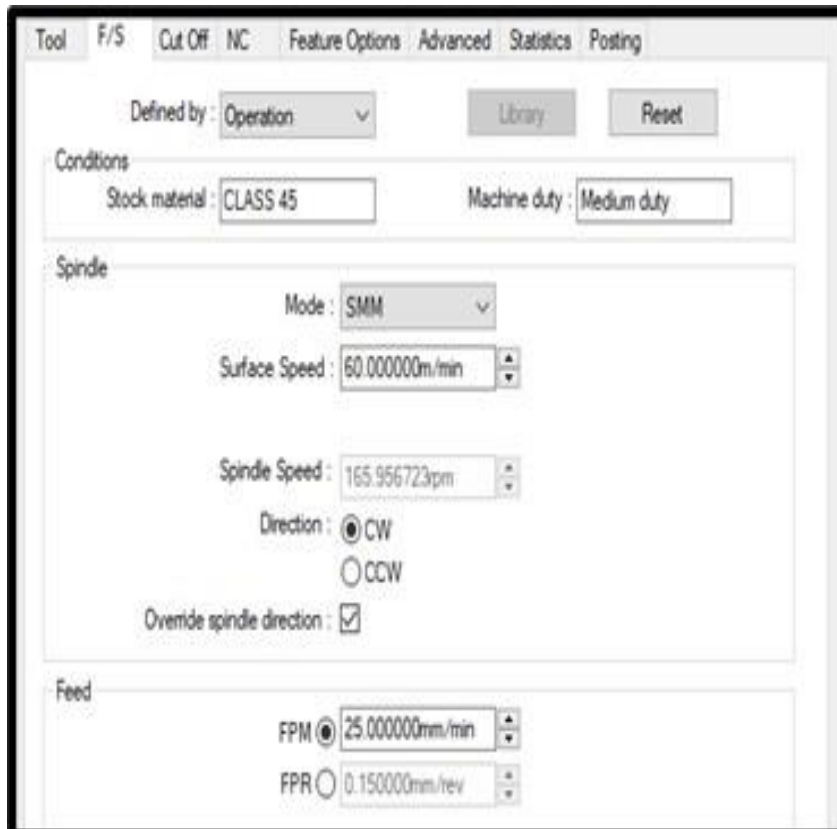 Tool F/S Cut Off NC Feature Options Advanced Statistics Posting
Defined by : Operation Library Reset
Conditions
Stock material : CLASS 45 Machine duty : Medium duty
Spindle
Mode : SMM
Surface Speed : 60.000000m/min
Spindle Speed : 165.956723rpm
Direction : CW
CCW
Override spindle direction :
Feed
FPM 25.000000mm/min
FPR 0.150000mm/rev